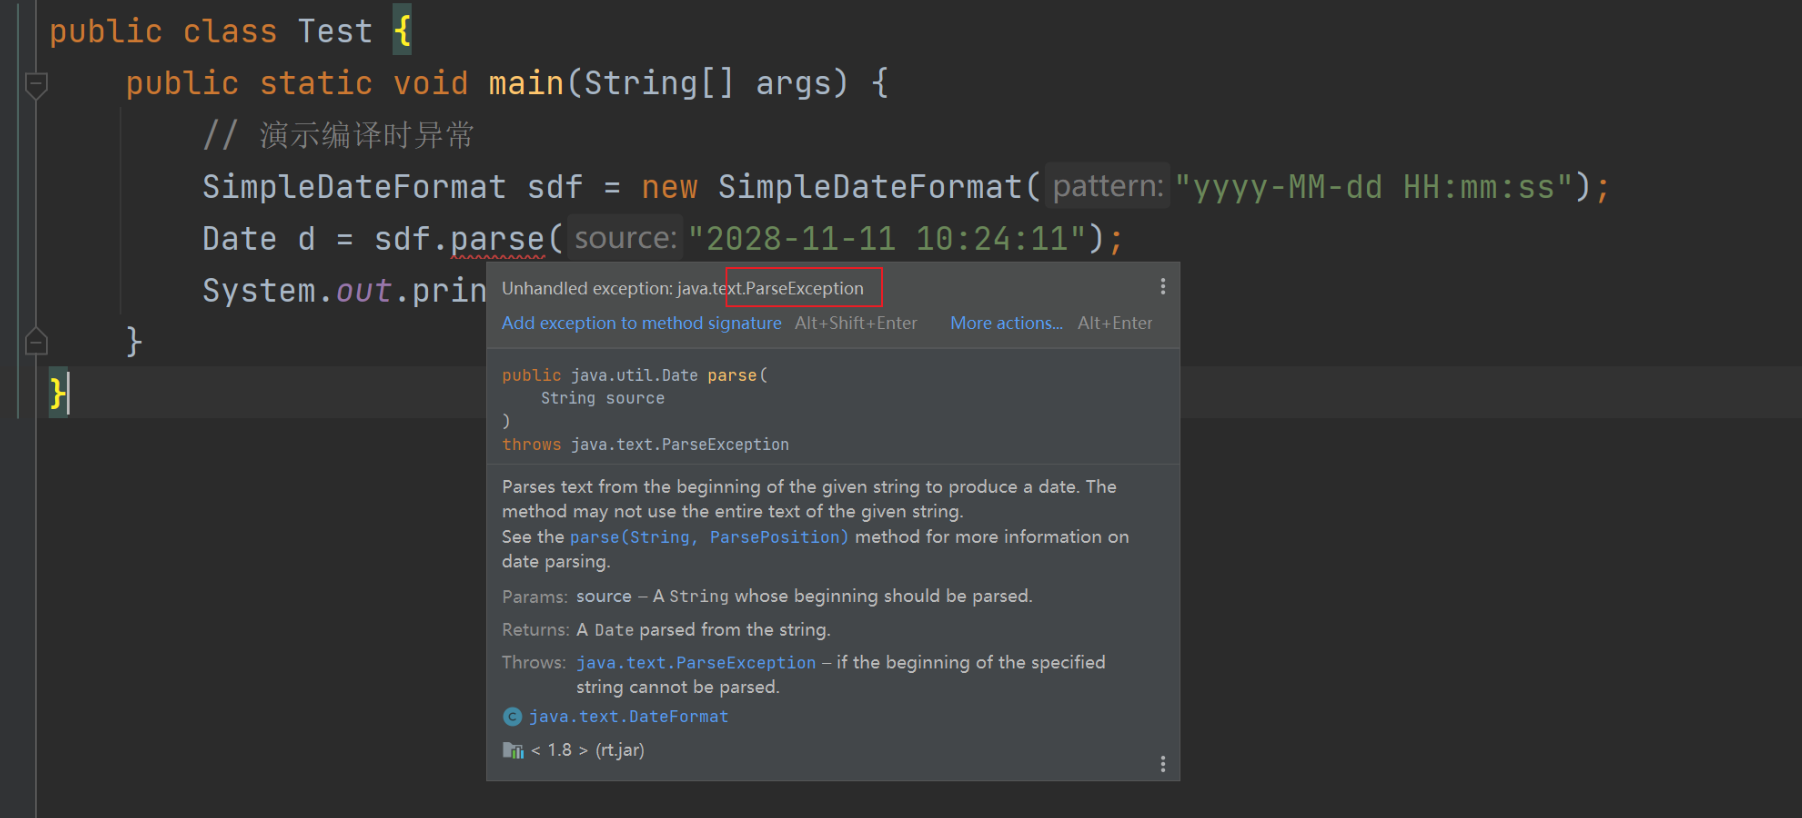 public class Test {
public static void main(String[] args) {
// 演示编译时异常
SimpleDateFormat sdf = new SimpleDateFormat( pattern: "yyyy-MM-dd HH:mm:ss");
Date d = sdf.parse( source: "2028-11-11 10:24:11");
System.out.prin
}
}
Unhandled exception: java.text.ParseException
Add exception to method signature Alt+Shift+Enter More actions... Alt+Enter
public java.util.Date parse(
String source
)
throws java.text.ParseException
Parses text from the beginning of the given string to produce a date. The
method may not use the entire text of the given string.
See the parse(String, ParsePosition) method for more information on
date parsing.
Params: source – A String whose beginning should be parsed.
Returns: A Date parsed from the string.
Throws: java.text.ParseException – if the beginning of the specified
string cannot be parsed.
C java.text.DateFormat
< 1.8 > (rt.jar)